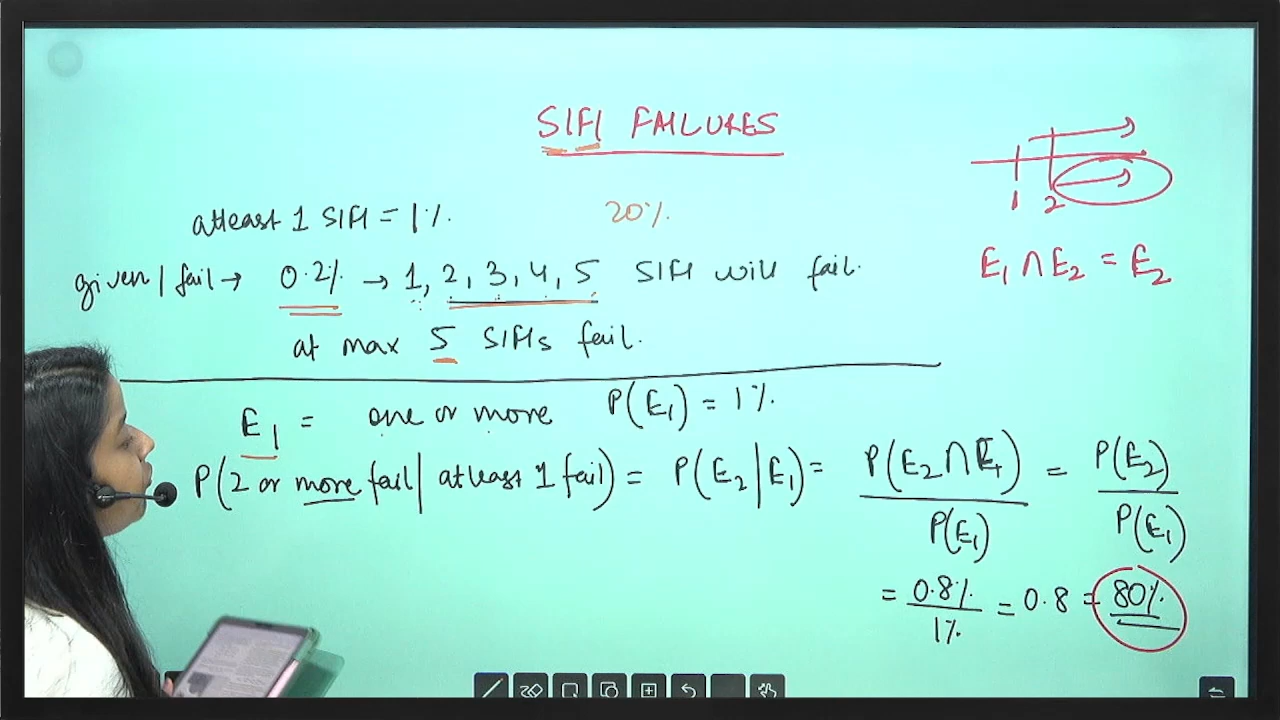 SIFI FAILURES
1 2
atleast 1 SIFI = 1%. 20%.
given 1 fail → 0.2% → 1, 2, 3, 4, 5 SIFI will fail.
E₁ ∩ E₂ = E₂
at max 5 SIFIs fail.
E₁ = one or more P(E₁) = 1%.
P(2 or more fail | atleast 1 fail) = P(E₂|E₁) = P(E₂ ∩ E₁) / P(E₁) = P(E₂) / P(E₁)
= 0.8% / 1% = 0.8 = 80%